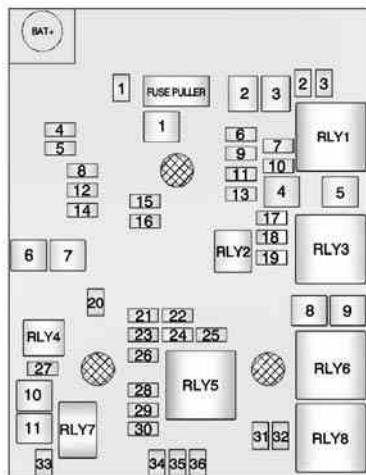 BAT+
1 FUSE PULLER 2 3 2 3
1
4 6 RLY1
5 9 7
8 11 10
12 13 4 5
14 15
16 17
18 RLY2 RLY3
19
6 7
20
8 9
21 22
RLY4 23 24 25
26 RLY5 RLY6
27
10 28
11 RLY7 29
30 31 32 RLY8
33 34 35 36